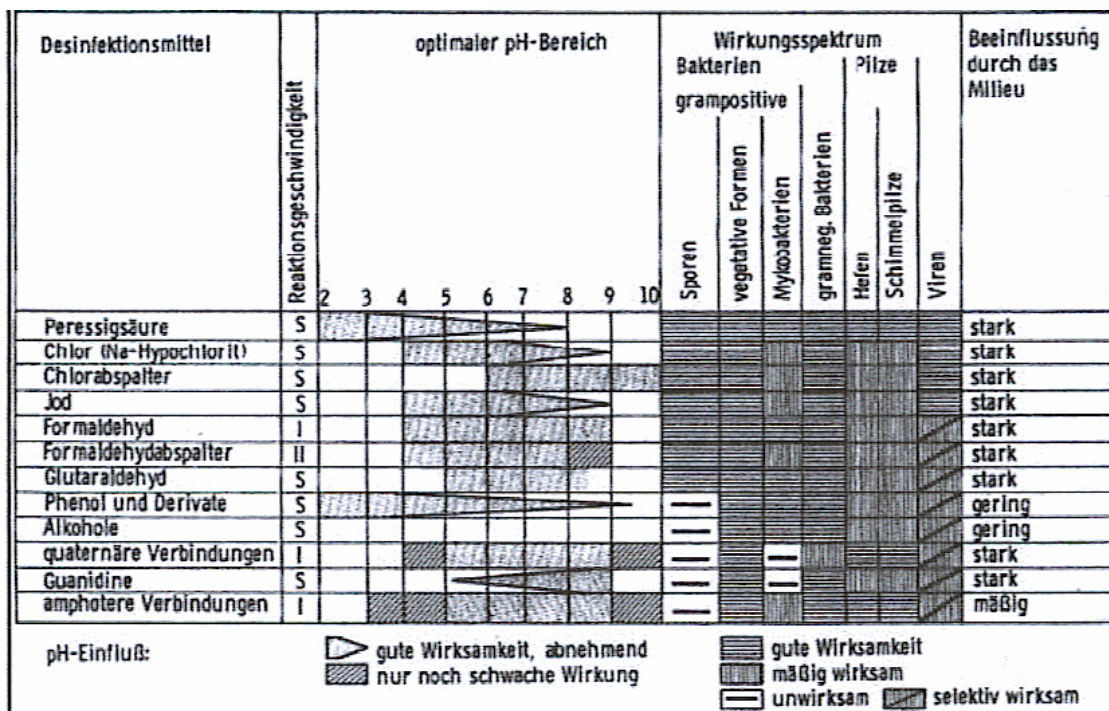 Desinfektionsmittel
Reaktionsgeschwindigkeit
optimaler pH-Bereich
2 3 4 5 6 7 8 9 10
Wirkungsspektrum
Bakterien
Pilze
grampositive
Sporen
vegetative Formen
Mykobakterien
gramneg. Bakterien
Hefen
Schimmelpilze
Viren
Beeinflussung
durch das
Milieu
Peressigsäure S stark
Chlor (Na-Hypochlorit) S stark
Chlorabspalter S stark
Jod S stark
Formaldehyd I stark
Formaldehydabspalter II stark
Glutaraldehyd S stark
Phenol und Derivate S gering
Alkohole S gering
quaternäre Verbindungen I stark
Guanidine S stark
amphotere Verbindungen I mäßig
pH-Einfluß:
gute Wirksamkeit, abnehmend
nur noch schwache Wirkung
gute Wirksamkeit
mäßig wirksam
unwirksam
selektiv wirksam